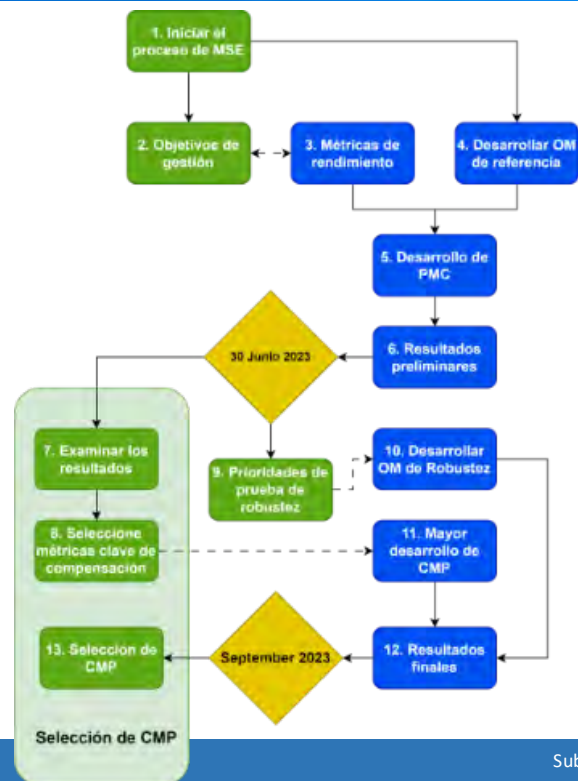 1. Iniciar el
proceso de MSE
2. Objetivos de
gestión
3. Métricas de
rendimiento
4. Desarrollar OM
de referencia
5. Desarrollo de
PMC
6. Resultados
preliminares
30 Junio 2023
7. Examinar los
resultados
9. Prioridades de
prueba de
robustez
10. Desarrollar
OM de Robustez
8. Seleccione
métricas clave de
compensación
11. Mayor
desarrollo de
CMP
13. Selección de
CMP
September 2023
12. Resultados
finales
Selección de CMP
Sub